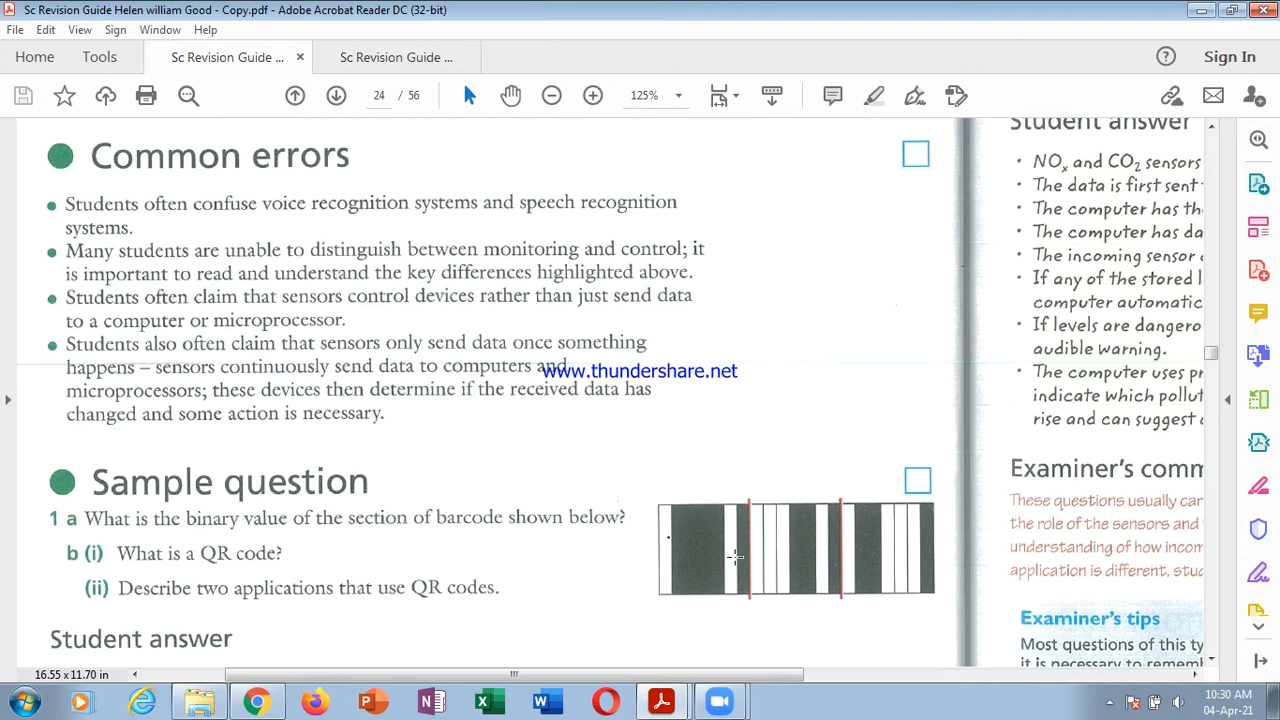 Sc Revision Guide Helen william Good - Copy.pdf - Adobe Acrobat Reader DC (32-bit)
File Edit View Sign Window Help
Home Tools Sc Revision Guide ... × Sc Revision Guide ... Sign In
24 / 56 125%
Common errors
Students often confuse voice recognition systems and speech recognition
systems.
Many students are unable to distinguish between monitoring and control; it
is important to read and understand the key differences highlighted above.
Students often claim that sensors control devices rather than just send data
to a computer or microprocessor.
Students also often claim that sensors only send data once something
happens – sensors continuously send data to computers and
microprocessors; these devices then determine if the received data has
changed and some action is necessary.
www.thundershare.net
Sample question
1 a What is the binary value of the section of barcode shown below?
b (i) What is a QR code?
(ii) Describe two applications that use QR codes.
Student answer
Student answer
• NOx and CO2 sensors
• The data is first sent
• The computer has th
• The computer has da
• The incoming sensor
• If any of the stored
computer automatic
• If levels are dangero
audible warning.
• The computer uses pr
indicate which pollut
rise and can suggest
Examiner's comm
These questions usually
the role of the sensors and
understanding of how incom
application is different, stu
Examiner's tips
Most questions of this ty
it is necessary to rememb
16.55 x 11.70 in
10:30 AM
04-Apr-21